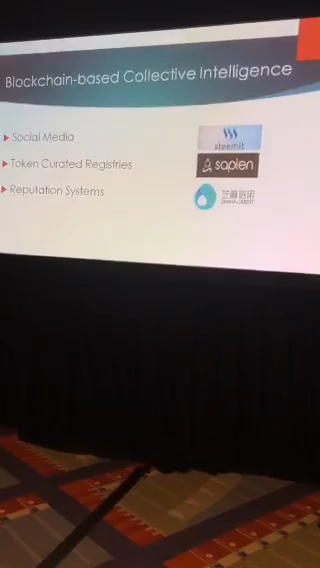 Blockchain-based Collective Intelligence
Social Media
steemit
Token Curated Registries
sapien
Reputation Systems
芝麻信用
ZHIMA CREDIT